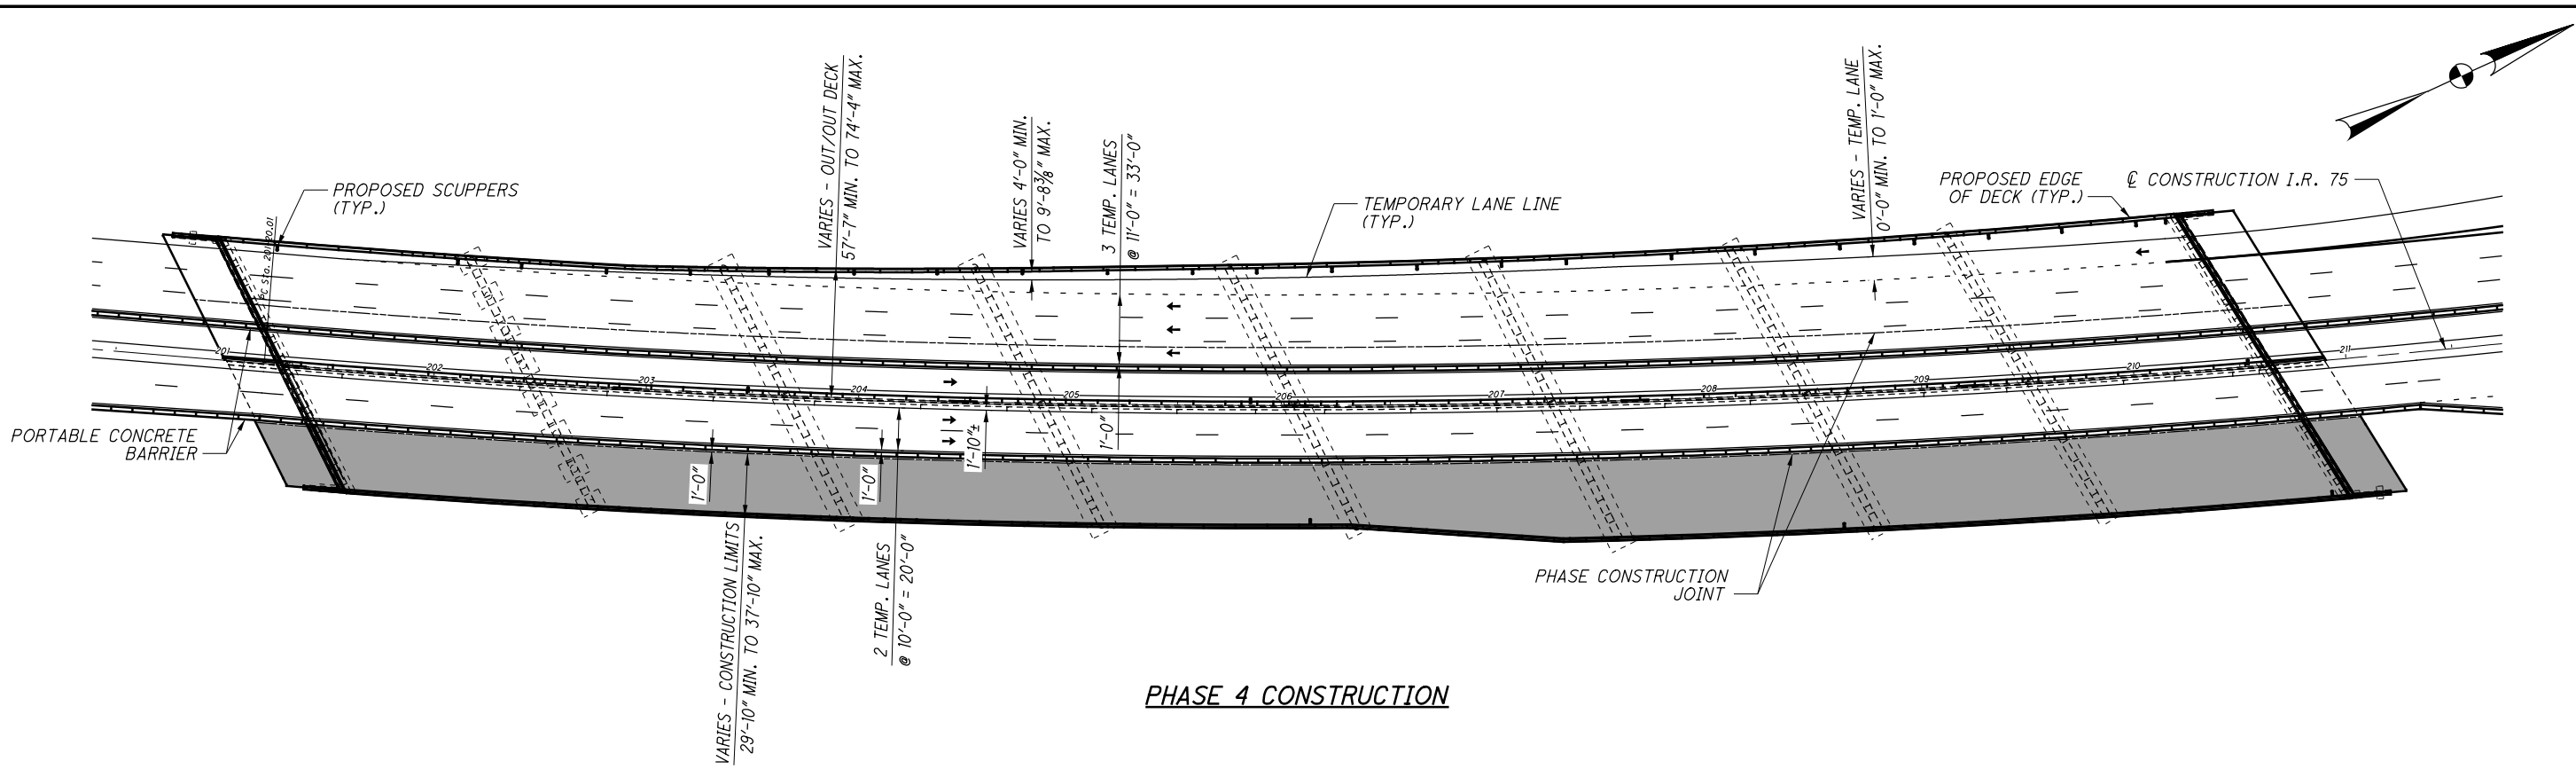 VARIES - OUT/OUT DECK
57'-7" MIN. TO 74'-4" MAX.
VARIES 4'-0" MIN.
TO 9'-8⅜" MAX.
3 TEMP. LANES
@ 11'-0" = 33'-0"
VARIES - TEMP. LANE
0'-0" MIN. TO 1'-0" MAX.
PROPOSED SCUPPERS
(TYP.)
TEMPORARY LANE LINE
(TYP.)
PROPOSED EDGE
OF DECK (TYP.)
℄ CONSTRUCTION I.R. 75
PC Sta.
201
202
203
204
205
206
207
208
209
210
211
PORTABLE CONCRETE
BARRIER
1'-0"
1'-0"
1'-10"±
1'-0"
VARIES - CONSTRUCTION LIMITS
29'-10" MIN. TO 37'-10" MAX.
2 TEMP. LANES
@ 10'-0" = 20'-0"
PHASE CONSTRUCTION
JOINT
PHASE 4 CONSTRUCTION